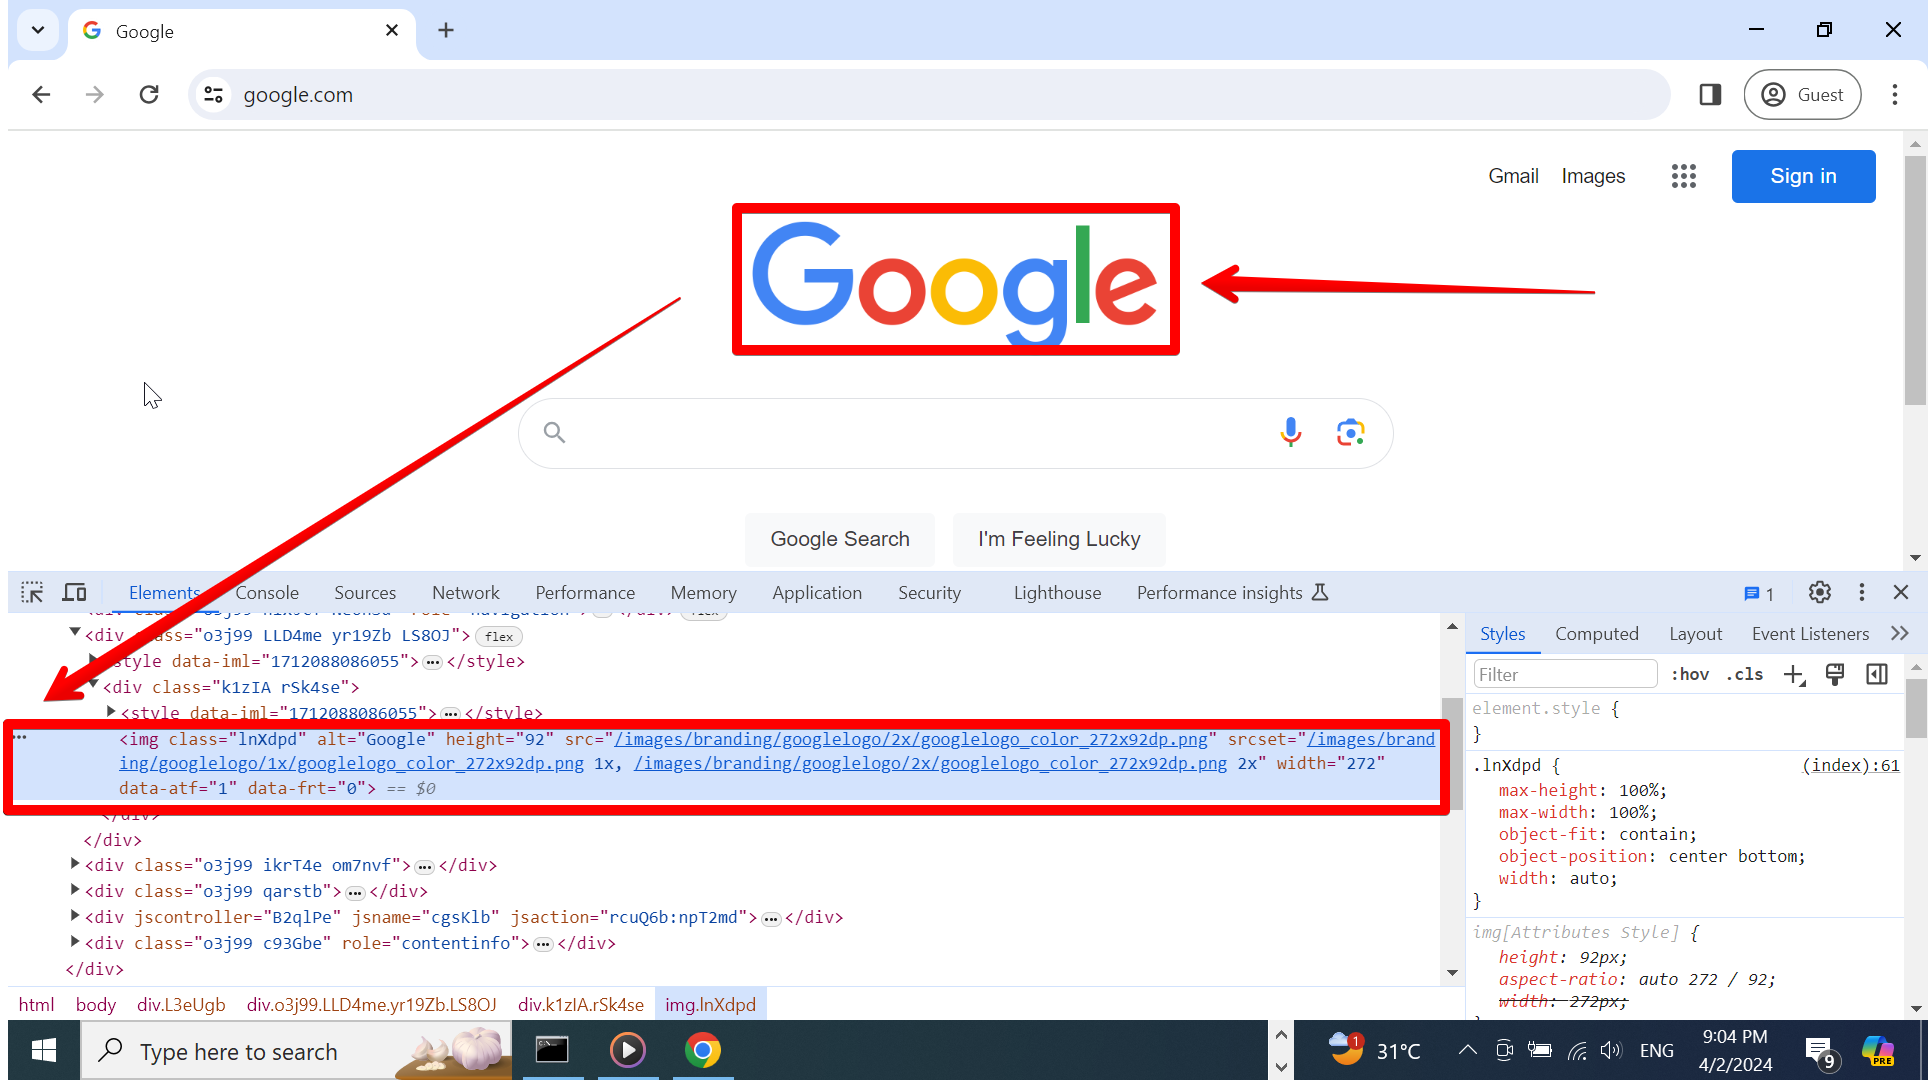 Google
google.com
Guest
Gmail Images Sign in
Google
Google Search I'm Feeling Lucky
Elements Console Sources Network Performance Memory Application Security Lighthouse Performance insights 1
<div class="o3j99 LLD4me yr19Zb LS8OJ"> flex
<style data-iml="1712088086055"> … </style>
<div class="k1zIA rSk4se">
<style data-iml="1712088086055"> … </style>
<img class="lnXdpd" alt="Google" height="92" src="/images/branding/googlelogo/2x/googlelogo_color_272x92dp.png" srcset="/images/brand
ing/googlelogo/1x/googlelogo_color_272x92dp.png 1x, /images/branding/googlelogo/2x/googlelogo_color_272x92dp.png 2x" width="272"
data-atf="1" data-frt="0"> == $0
</div>
</div>
<div class="o3j99 ikrT4e om7nvf"> … </div>
<div class="o3j99 qarstb"> … </div>
<div jscontroller="B2qlPe" jsname="cgsKlb" jsaction="rcuQ6b:npT2md"> … </div>
<div class="o3j99 c93Gbe" role="contentinfo"> … </div>
</div>
html body div.L3eUgb div.o3j99.LLD4me.yr19Zb.LS8OJ div.k1zIA.rSk4se img.lnXdpd
Styles Computed Layout Event Listeners
Filter :hov .cls
element.style {
}
.lnXdpd { (index):61
max-height: 100%;
max-width: 100%;
object-fit: contain;
object-position: center bottom;
width: auto;
}
img[Attributes Style] {
height: 92px;
aspect-ratio: auto 272 / 92;
width: 272px;
Type here to search
1 31°C ENG
9:04 PM
4/2/2024
9
PRE